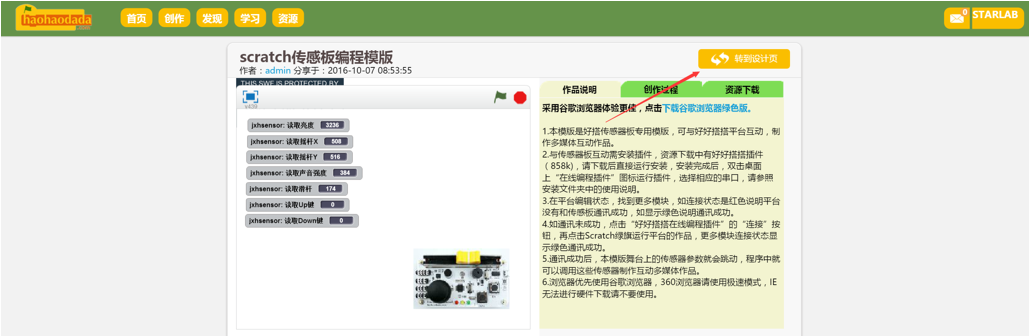 haohaodada
首页 创作 发现 学习 资源
STARLAB
scratch传感板编程模版
作者：admin 分享于：2016-10-07 08:53:55
转到设计页
THIS SWF IS PROTECTED BY
v430
jxhsensor: 读取亮度 3236
jxhsensor: 读取摇杆X 508
jxhsensor: 读取摇杆Y 516
jxhsensor: 读取声音强度 384
jxhsensor: 读取滑杆 174
jxhsensor: 读取Up键 0
jxhsensor: 读取Down键 0
作品说明 创作过程 资源下载
采用谷歌浏览器体验更佳，点击下载谷歌浏览器绿色版。
1.本模版是好搭传感器板专用模版，可与好好搭搭平台互动，制
作多媒体互动作品。
2.与传感器板互动需安装插件，资源下载中有好好搭搭插件
（858k)，请下载后直接运行安装，安装完成后，双击桌面
上“在线编程插件”图标运行插件，选择相应的串口，请参照
安装文件夹中的使用说明。
3.在平台编辑状态，找到更多模块，如连接状态是红色说明平台
没有和传感板通讯成功，如显示绿色说明通讯成功。
4.如通讯未成功，点击“好好搭搭在线编程插件”的“连接”按
钮，再点击Scratch绿旗运行平台的作品，更多模块连接状态显
示绿色通讯成功。
5.通讯成功后，本模版舞台上的传感器参数就会跳动，程序中就
可以调用这些传感器制作互动多媒体作品。
6.浏览器优先使用谷歌浏览器，360浏览器请使用极速模式，IE
无法进行硬件下载请不要使用。